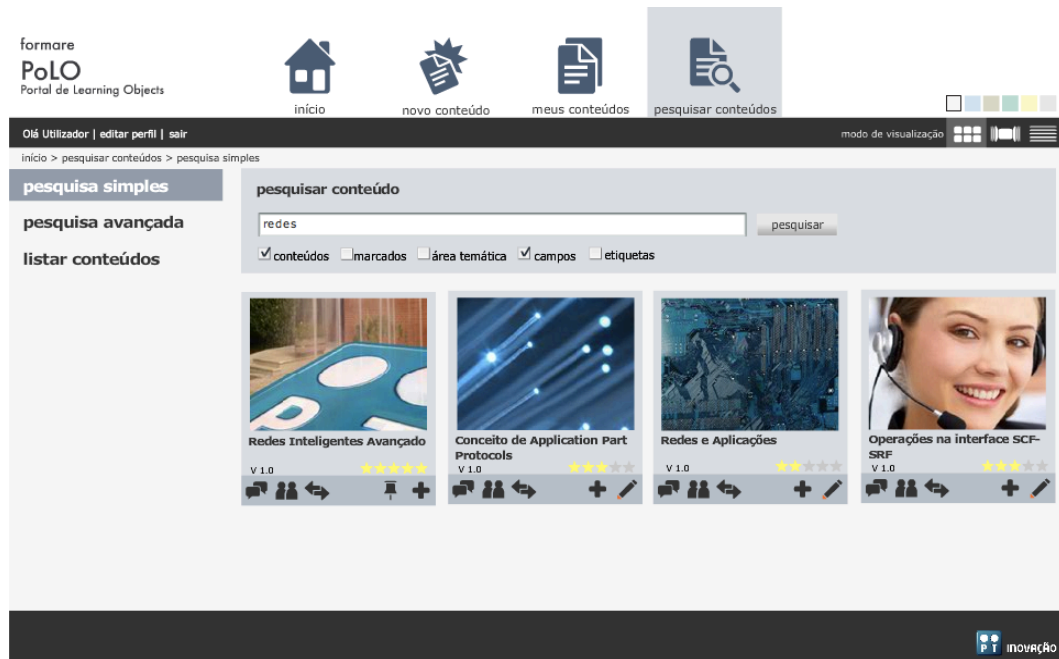 formare
PoLO
Portal de Learning Objects
início
novo conteúdo
meus conteúdos
pesquisar conteúdos
Olá Utilizador | editar perfil | sair
modo de visualização
início > pesquisar conteúdos > pesquisa simples
pesquisa simples
pesquisa avançada
listar conteúdos
pesquisar conteúdo
redes
pesquisar
conteúdos marcados área temática campos etiquetas
Redes Inteligentes Avançado
V 1.0
Conceito de Application Part
Protocols
V 1.0
Redes e Aplicações
V 1.0
Operações na interface SCF-
SRF
V 1.0
PT inovação